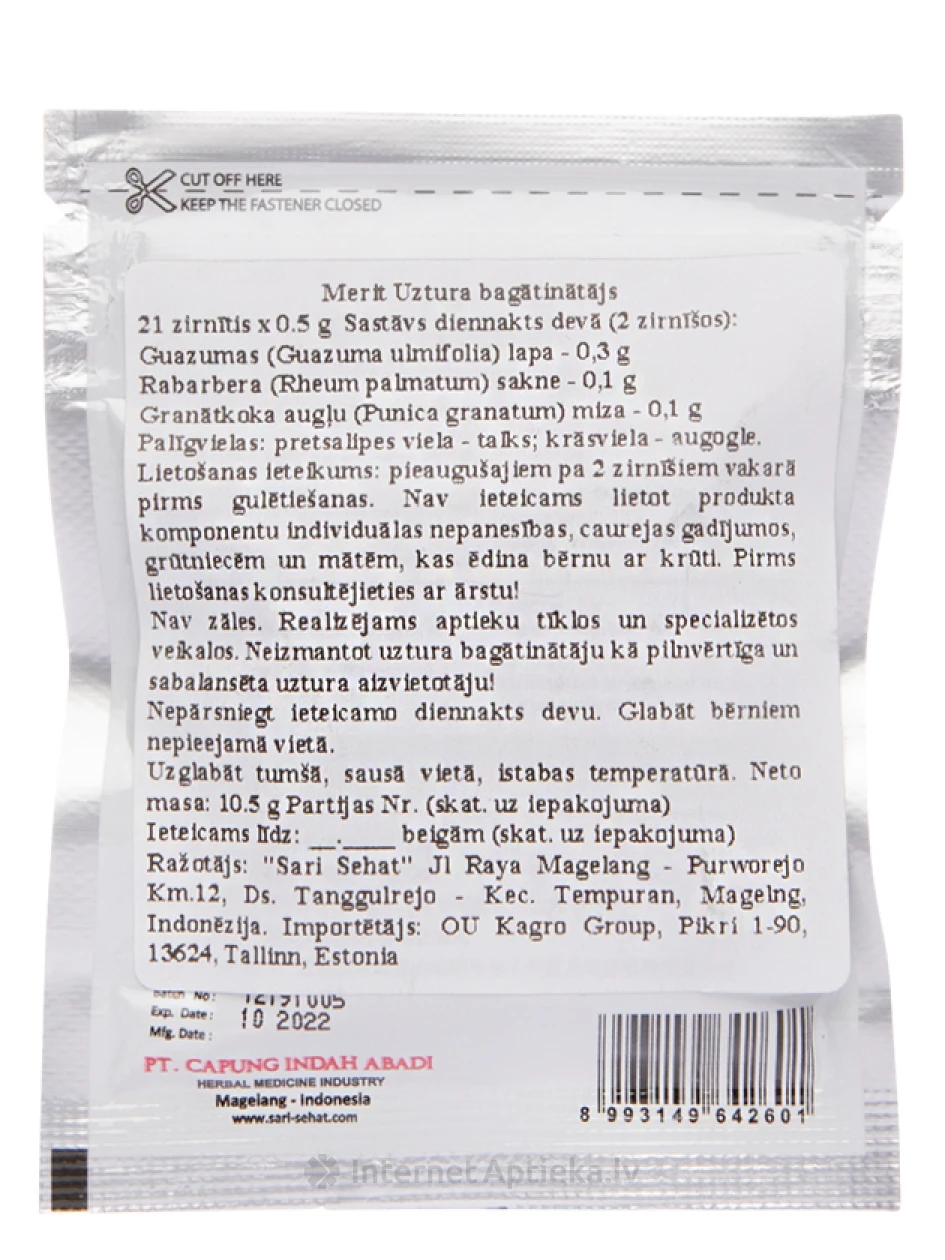 CUT OFF HERE
KEEP THE FASTENER CLOSED
Merit Uztura bagātinātājs
21 zirnītis x 0.5 g Sastāvs diennakts devā (2 zirnīšos):
Guazumas (Guazuma ulmifolia) lapa - 0,3 g
Rabarbera (Rheum palmatum) sakne - 0,1 g
Granātkoka augļu (Punica granatum) miza - 0,1 g
Palīgvielas: pretsalipes viela - talks; krāsviela - augogle.
Lietošanas ieteikums: pieaugušajiem pa 2 zirnīšiem vakarā
pirms gulētiešanas. Nav ieteicams lietot produkta
komponentu individuālas nepanesības, caurejas gadījumos,
grūtniecēm un mātēm, kas ēdina bērnu ar krūti. Pirms
lietošanas konsultējieties ar ārstu!
Nav zāles. Realizējams aptieku tīklos un specializētos
veikalos. Neizmantot uztura bagātinātāju kā pilnvērtīga un
sabalansēta uztura aizvietotāju!
Nepārsniegt ieteicamo diennakts devu. Glabāt bērniem
nepieejamā vietā.
Uzglabāt tumšā, sausā vietā, istabas temperatūrā. Neto
masa: 10.5 g Partijas Nr. (skat. uz iepakojuma)
Ieteicams līdz: __.____ beigām (skat. uz iepakojuma)
Ražotājs: "Sari Sehat" Jl Raya Magelang - Purworejo
Km.12, Ds. Tanggulrejo - Kec. Tempuran, Magelng,
Indonēzija. Importētājs: OU Kagro Group, Pikri 1-90,
13624, Tallinn, Estonia
Batch No: 12191005
Exp. Date: 10 2022
Mfg. Date:
PT. CAPUNG INDAH ABADI
HERBAL MEDICINE INDUSTRY
Magelang - Indonesia
www.sari-sehat.com
8 993149 642601
InternetAptieka.lv